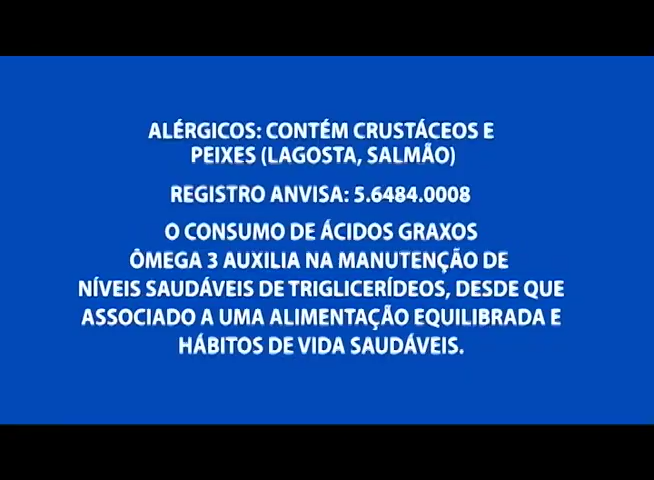 ALÉRGICOS: CONTÉM CRUSTÁCEOS E
PEIXES (LAGOSTA, SALMÃO)
REGISTRO ANVISA: 5.6484.0008
O CONSUMO DE ÁCIDOS GRAXOS
ÔMEGA 3 AUXILIA NA MANUTENÇÃO DE
NÍVEIS SAUDÁVEIS DE TRIGLICERÍDEOS, DESDE QUE
ASSOCIADO A UMA ALIMENTAÇÃO EQUILIBRADA E
HÁBITOS DE VIDA SAUDÁVEIS.